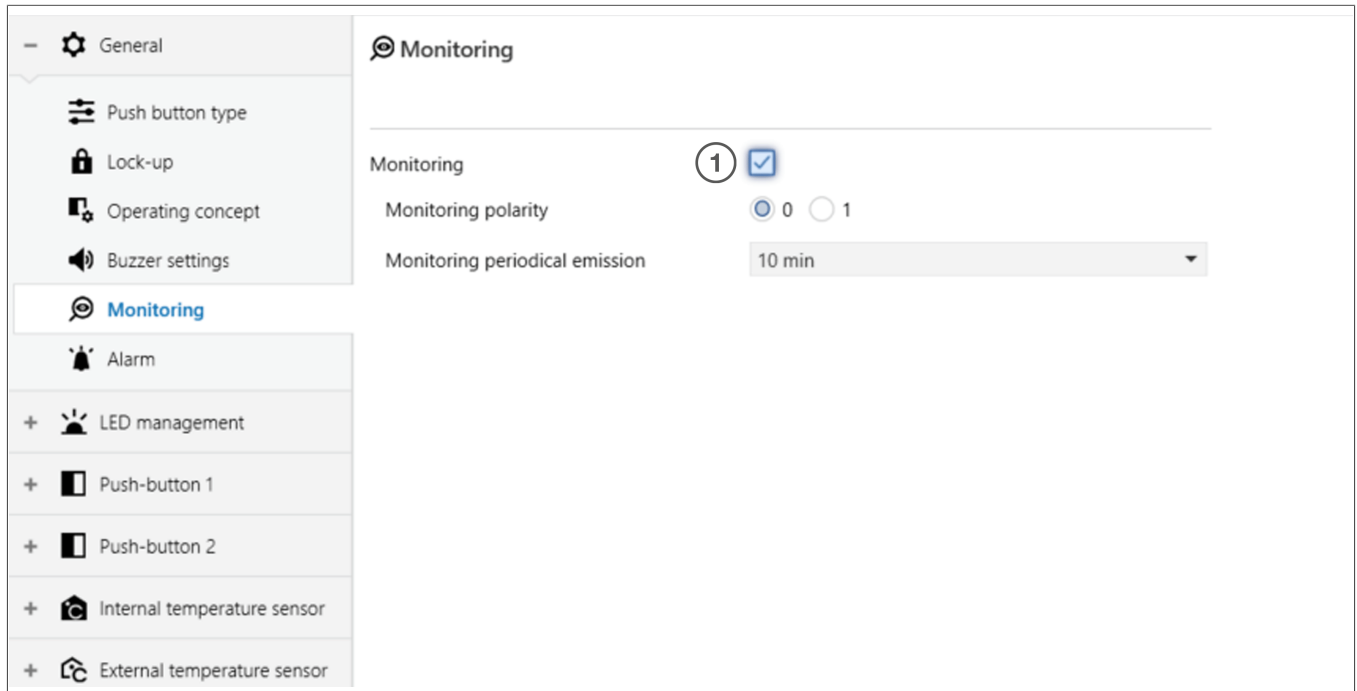 General
Push button type
Lock-up
Operating concept
Buzzer settings
Monitoring
Alarm
LED management
Push-button 1
Push-button 2
Internal temperature sensor
External temperature sensor
Monitoring
Monitoring 1
Monitoring polarity 0 1
Monitoring periodical emission 10 min